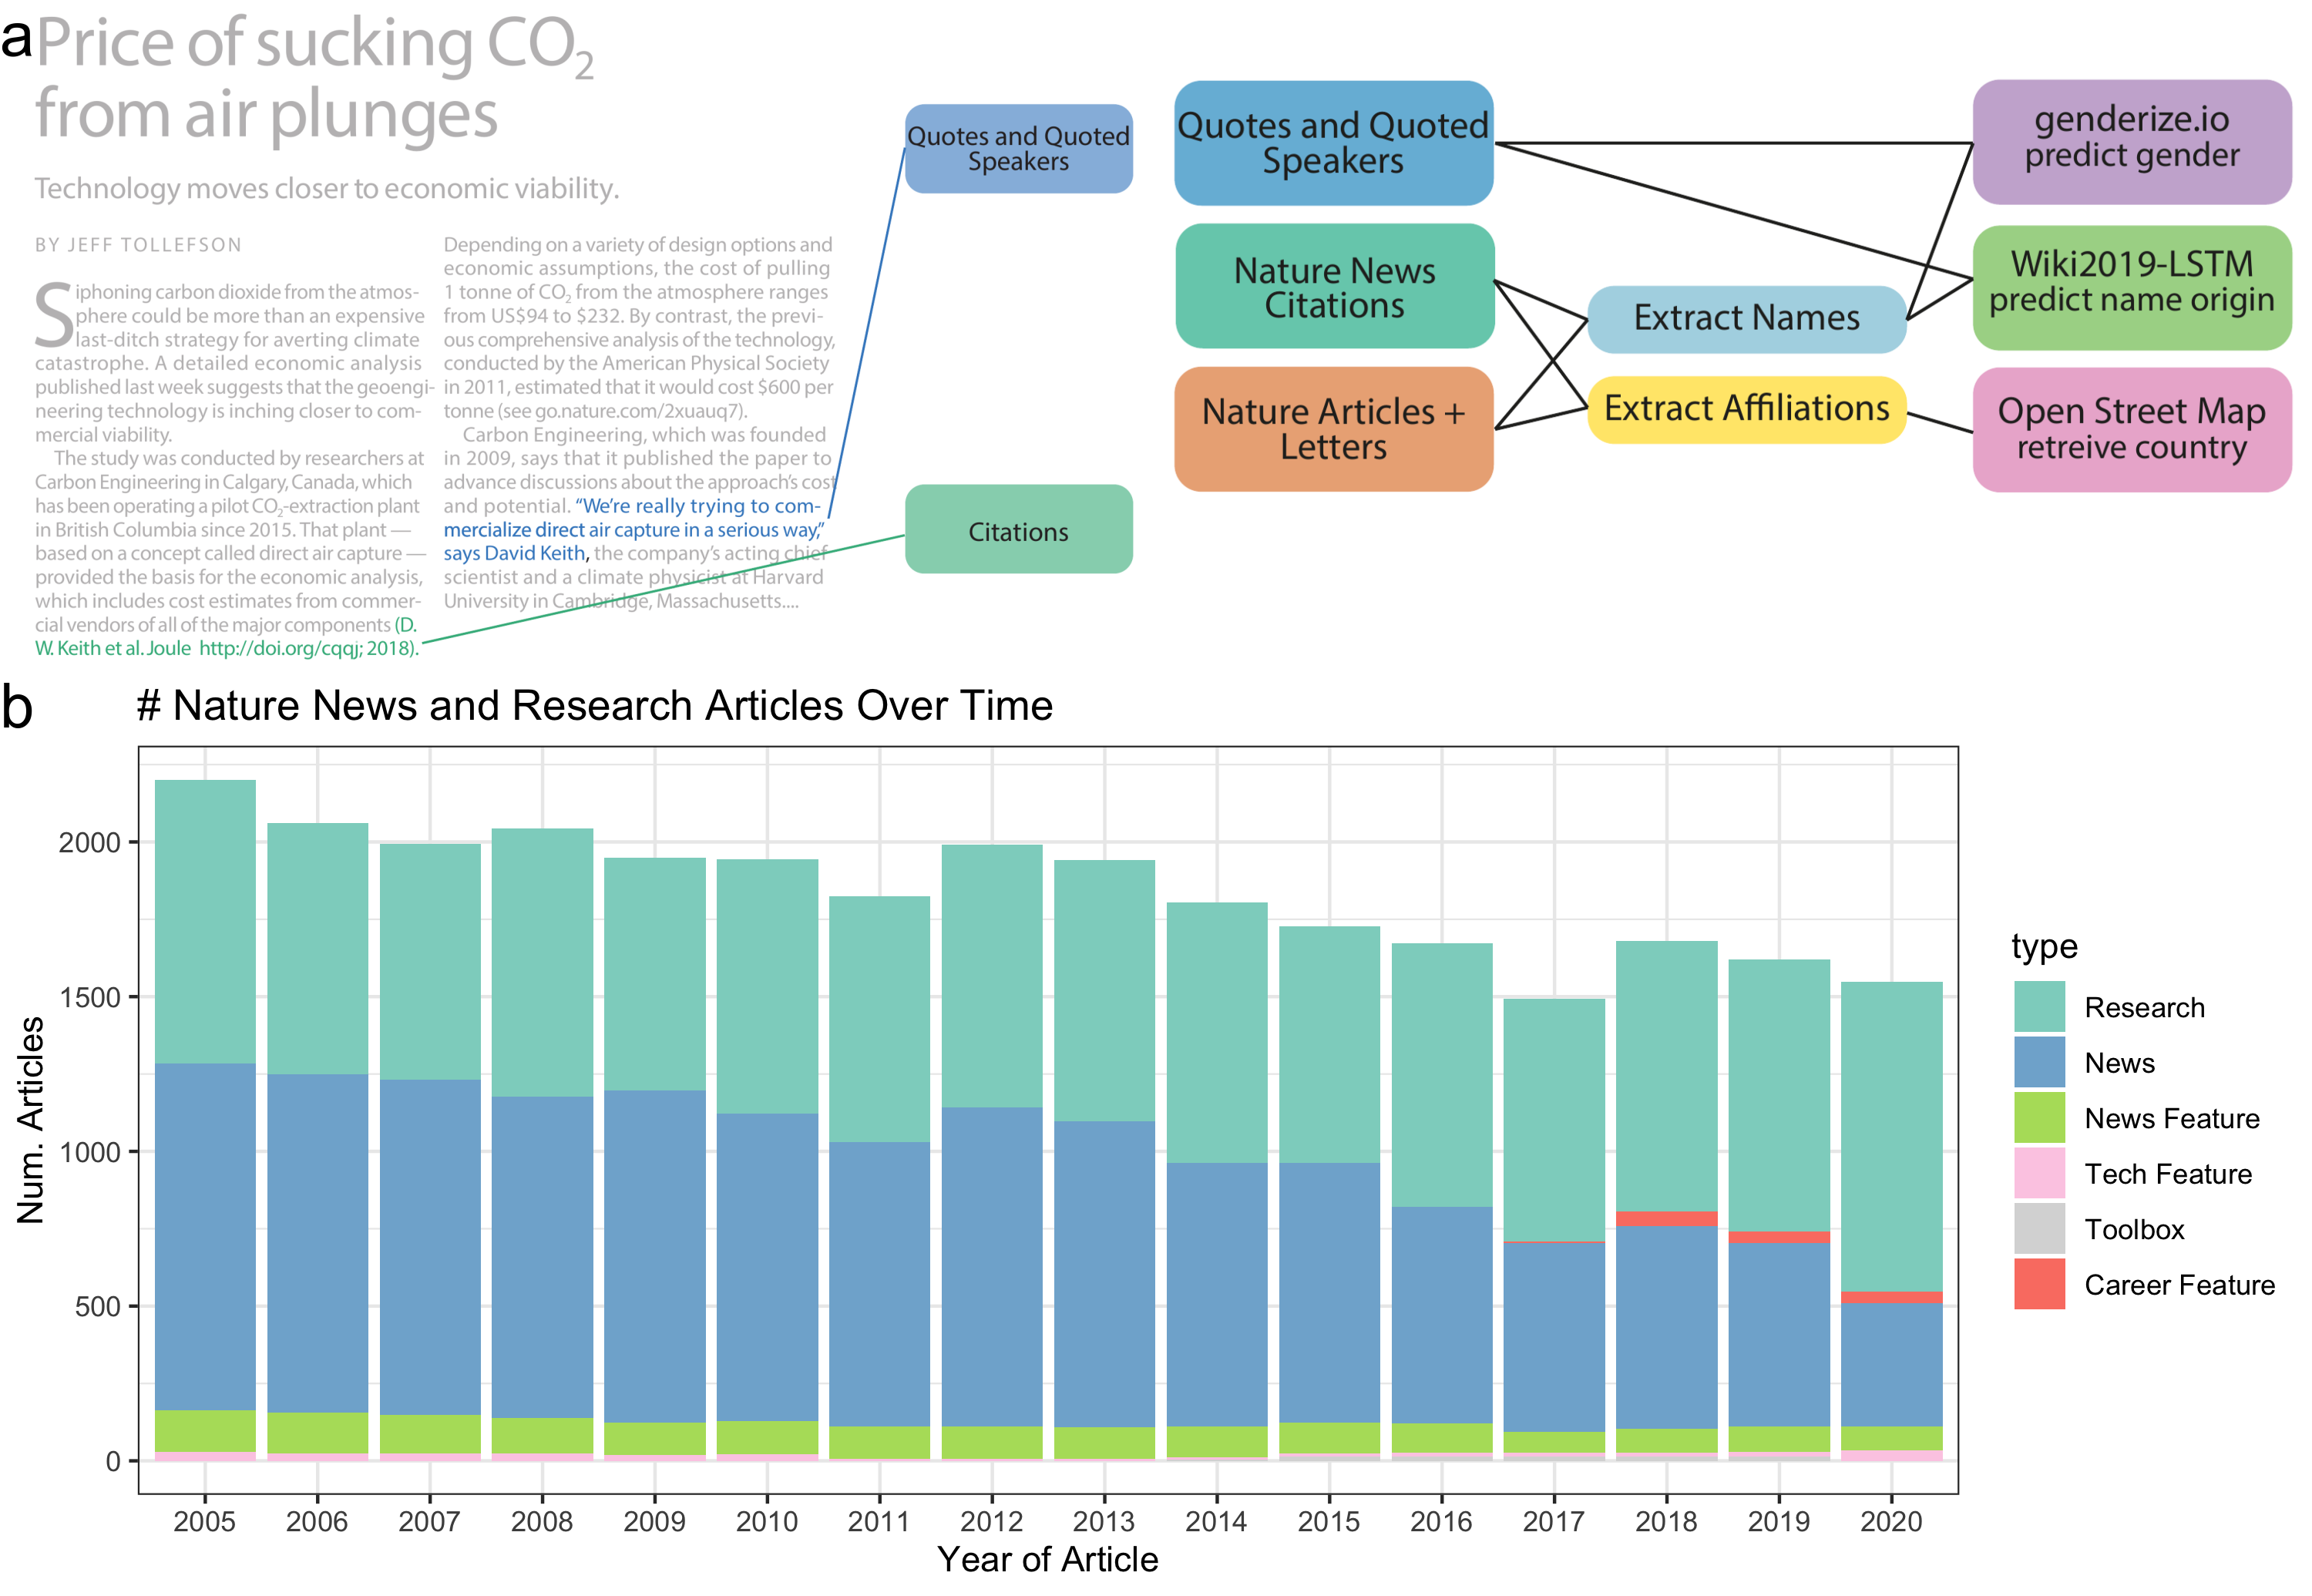 a
Price of sucking CO₂
from air plunges
Technology moves closer to economic viability.
BY JEFF TOLLEFSON
Siphoning carbon dioxide from the atmos-
phere could be more than an expensive
last-ditch strategy for averting climate
catastrophe. A detailed economic analysis
published last week suggests that the geoengi-
neering technology is inching closer to com-
mercial viability.
The study was conducted by researchers at
Carbon Engineering in Calgary, Canada, which
has been operating a pilot CO₂-extraction plant
in British Columbia since 2015. That plant —
based on a concept called direct air capture —
provided the basis for the economic analysis,
which includes cost estimates from commer-
cial vendors of all of the major components (D.
W. Keith et al. Joule http://doi.org/cqqj; 2018).
Depending on a variety of design options and
economic assumptions, the cost of pulling
1 tonne of CO₂ from the atmosphere ranges
from US$94 to $232. By contrast, the previ-
ous comprehensive analysis of the technology,
conducted by the American Physical Society
in 2011, estimated that it would cost $600 per
tonne (see go.nature.com/2xuauq7).
Carbon Engineering, which was founded
in 2009, says that it published the paper to
advance discussions about the approach's cost
and potential. “We're really trying to com-
mercialize direct air capture in a serious way,”
says David Keith, the company's acting chief
scientist and a climate physicist at Harvard
University in Cambridge, Massachusetts....
Quotes and Quoted
Speakers
Citations
Quotes and Quoted
Speakers
Nature News
Citations
Nature Articles +
Letters
Extract Names
Extract Affiliations
genderize.io
predict gender
Wiki2019-LSTM
predict name origin
Open Street Map
retreive country
b
# Nature News and Research Articles Over Time
Num. Articles
2000
1500
1000
500
0
2005 2006 2007 2008 2009 2010 2011 2012 2013 2014 2015 2016 2017 2018 2019 2020
Year of Article
type
Research
News
News Feature
Tech Feature
Toolbox
Career Feature